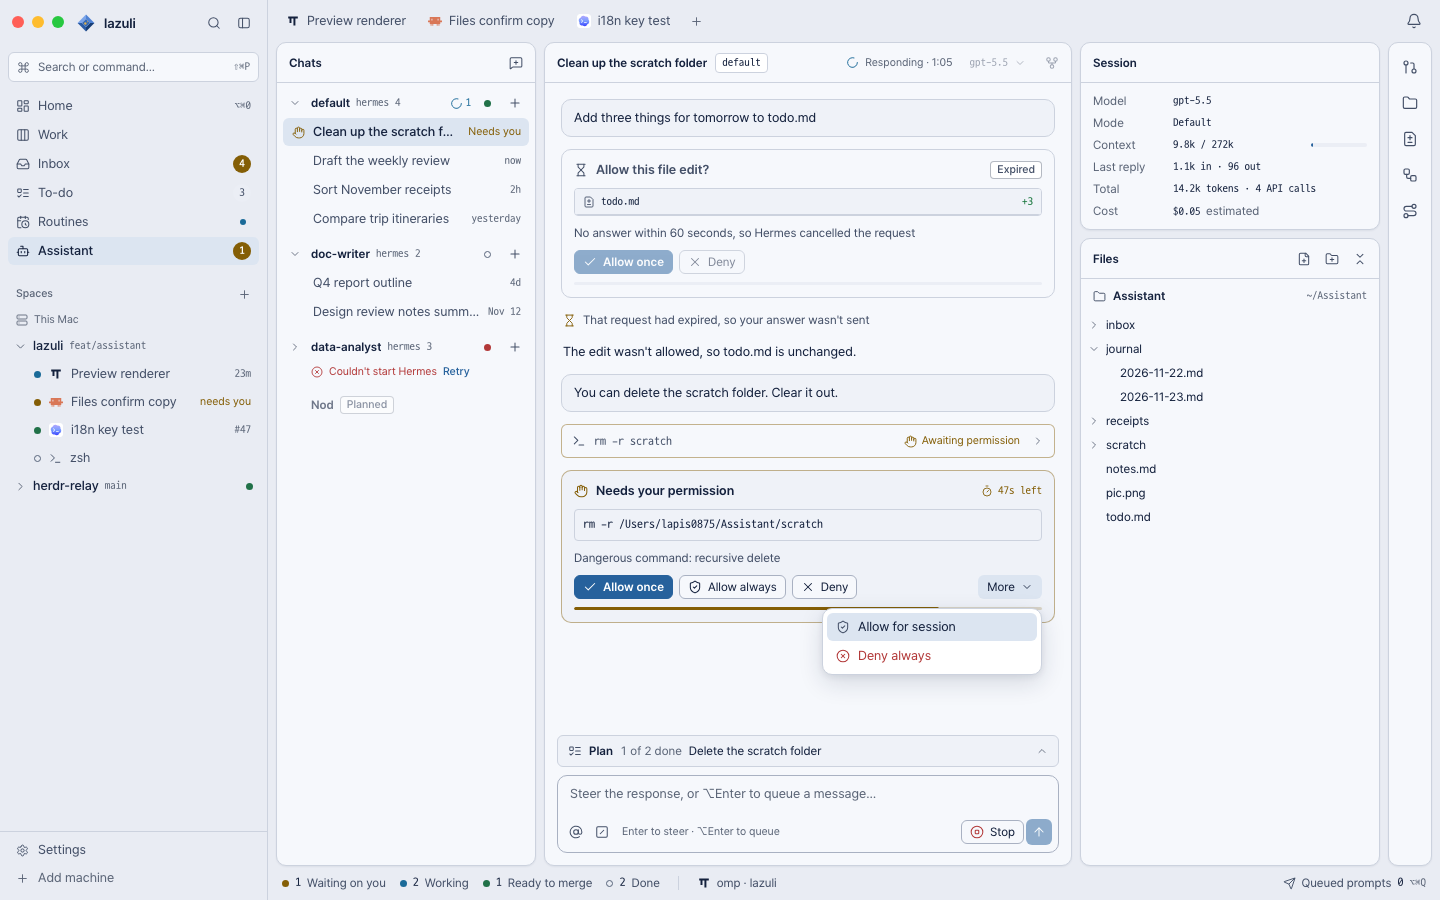 lazuli
Search or command... ⇧⌘P
Home ⌥⌘0
Work
Inbox 4
To-do 3
Routines
Assistant 1
Spaces
This Mac
lazuli feat/assistant
Preview renderer 23m
Files confirm copy needs you
i18n key test #47
zsh
herdr-relay main
Settings
Add machine
Preview renderer
Files confirm copy
i18n key test
Chats
default hermes 4 1
Clean up the scratch f... Needs you
Draft the weekly review now
Sort November receipts 2h
Compare trip itineraries yesterday
doc-writer hermes 2
Q4 report outline 4d
Design review notes summ... Nov 12
data-analyst hermes 3
Couldn't start Hermes Retry
Nod Planned
Clean up the scratch folder default Responding · 1:05 gpt-5.5
Add three things for tomorrow to todo.md
Allow this file edit? Expired
todo.md +3
No answer within 60 seconds, so Hermes cancelled the request
Allow once Deny
That request had expired, so your answer wasn't sent
The edit wasn't allowed, so todo.md is unchanged.
You can delete the scratch folder. Clear it out.
rm -r scratch Awaiting permission
Needs your permission 47s left
rm -r /Users/lapis0875/Assistant/scratch
Dangerous command: recursive delete
Allow once Allow always Deny More
Allow for session
Deny always
Plan 1 of 2 done Delete the scratch folder
Steer the response, or ⌥Enter to queue a message...
Enter to steer · ⌥Enter to queue Stop
Session
Model gpt-5.5
Mode Default
Context 9.8k / 272k
Last reply 1.1k in · 96 out
Total 14.2k tokens · 4 API calls
Cost $0.05 estimated
Files
Assistant ~/Assistant
inbox
journal
2026-11-22.md
2026-11-23.md
receipts
scratch
notes.md
pic.png
todo.md
1 Waiting on you 2 Working 1 Ready to merge 2 Done omp · lazuli Queued prompts 0 ⌥⌘Q